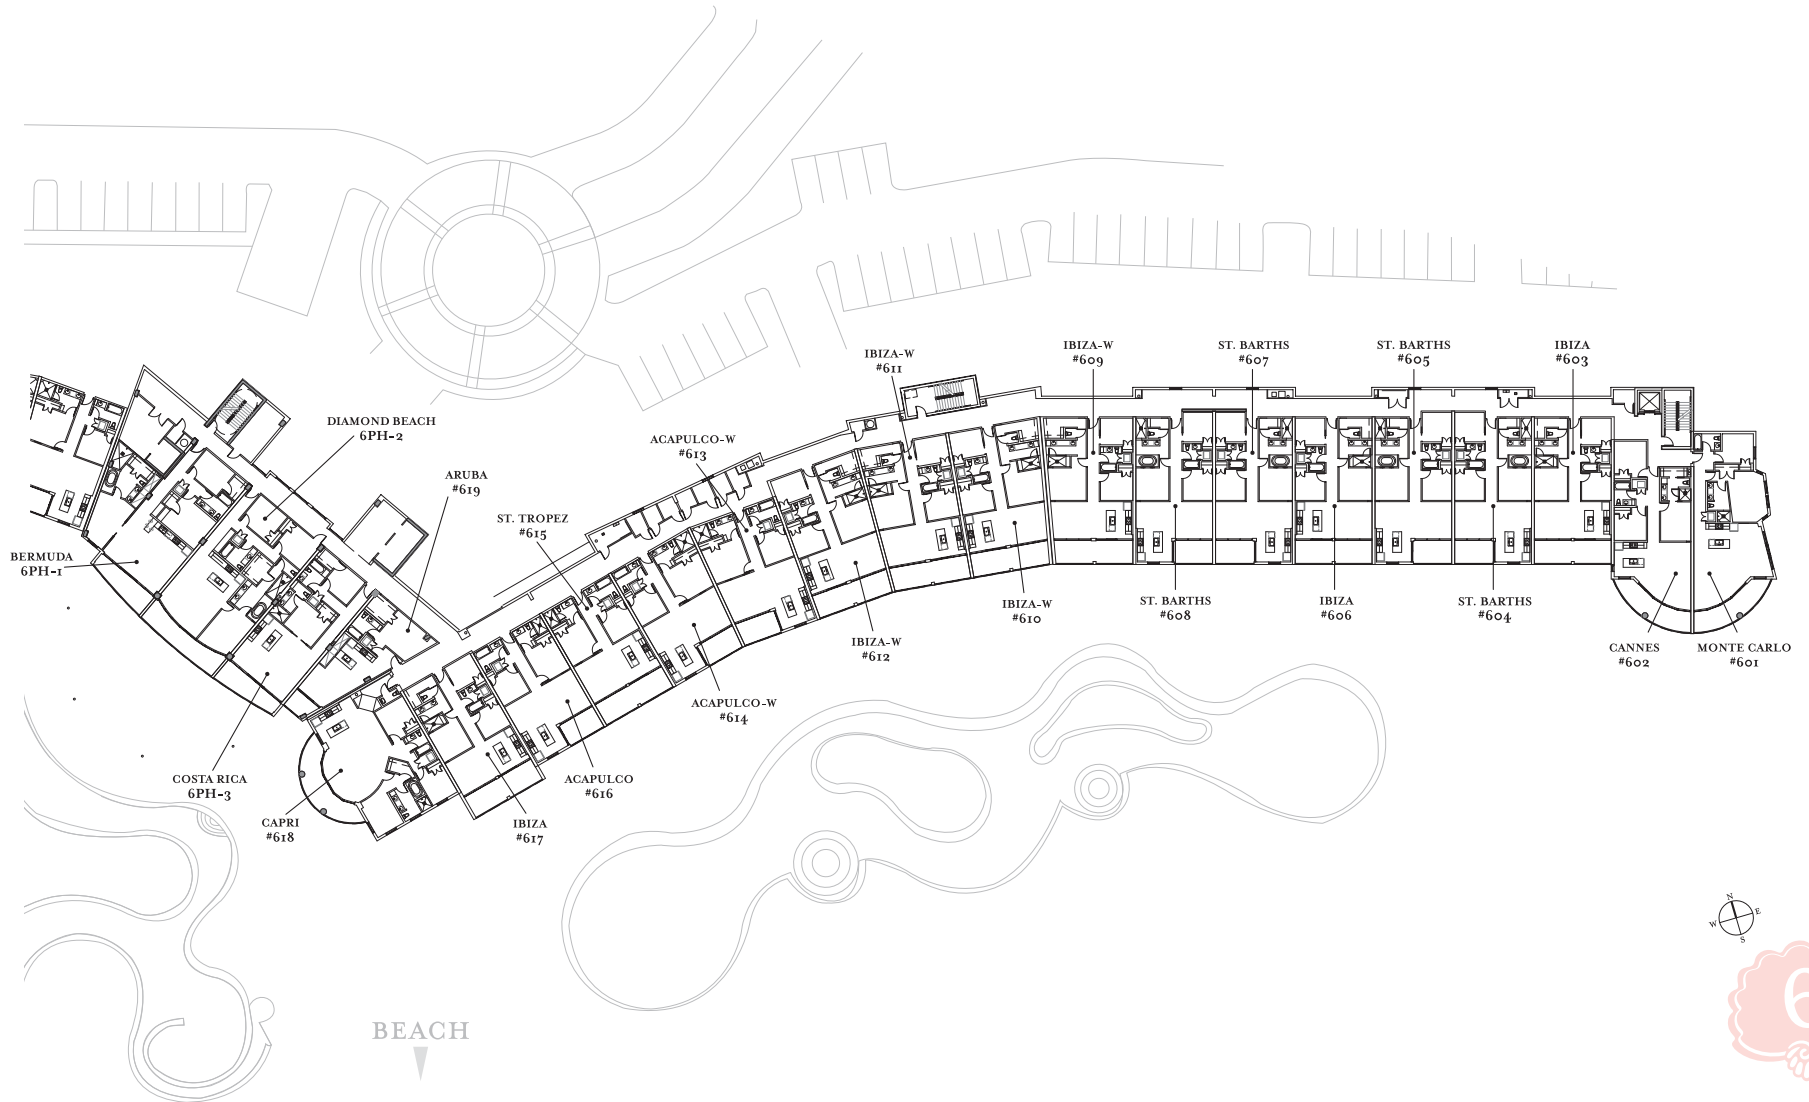 IBIZA-W
#609
ST. BARTHS
#607
ST. BARTHS
#605
IBIZA
#603
IBIZA-W
#611
DIAMOND BEACH
6PH-2
ACAPULCO-W
#613
ARUBA
#619
ST. TROPEZ
#615
BERMUDA
6PH-1
IBIZA-W
#610
ST. BARTHS
#608
IBIZA
#606
ST. BARTHS
#604
IBIZA-W
#612
CANNES
#602
MONTE CARLO
#601
ACAPULCO-W
#614
COSTA RICA
6PH-3
ACAPULCO
#616
CAPRI
#618
IBIZA
#617
N
W E
S
6
BEACH